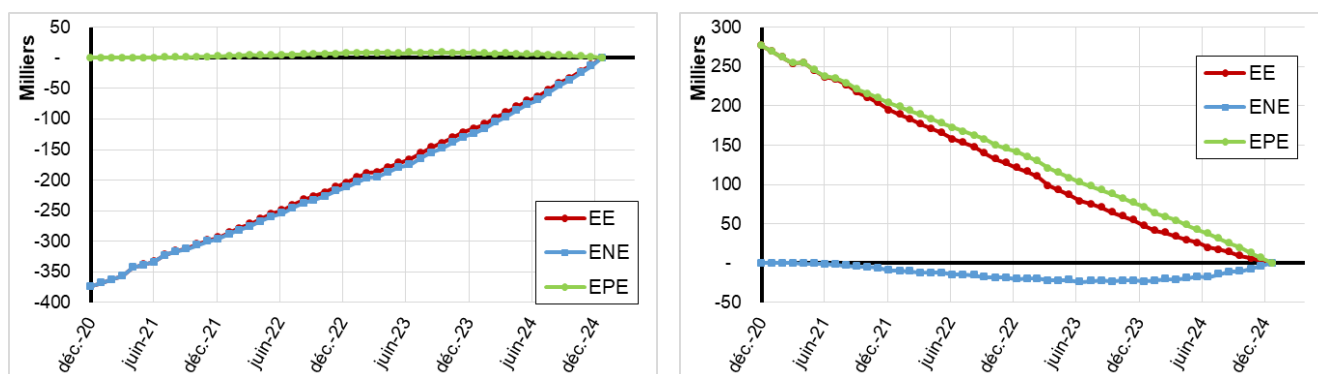 Milliers
50
-
-50
-100
-150
-200
-250
-300
-350
-400
EE
ENE
EPE
déc.-20
juin-21
déc.-21
juin-22
déc.-22
juin-23
déc.-23
juin-24
déc.-24
Milliers
300
250
200
150
100
50
-
-50
EE
ENE
EPE
déc.-20
juin-21
déc.-21
juin-22
déc.-22
juin-23
déc.-23
juin-24
déc.-24